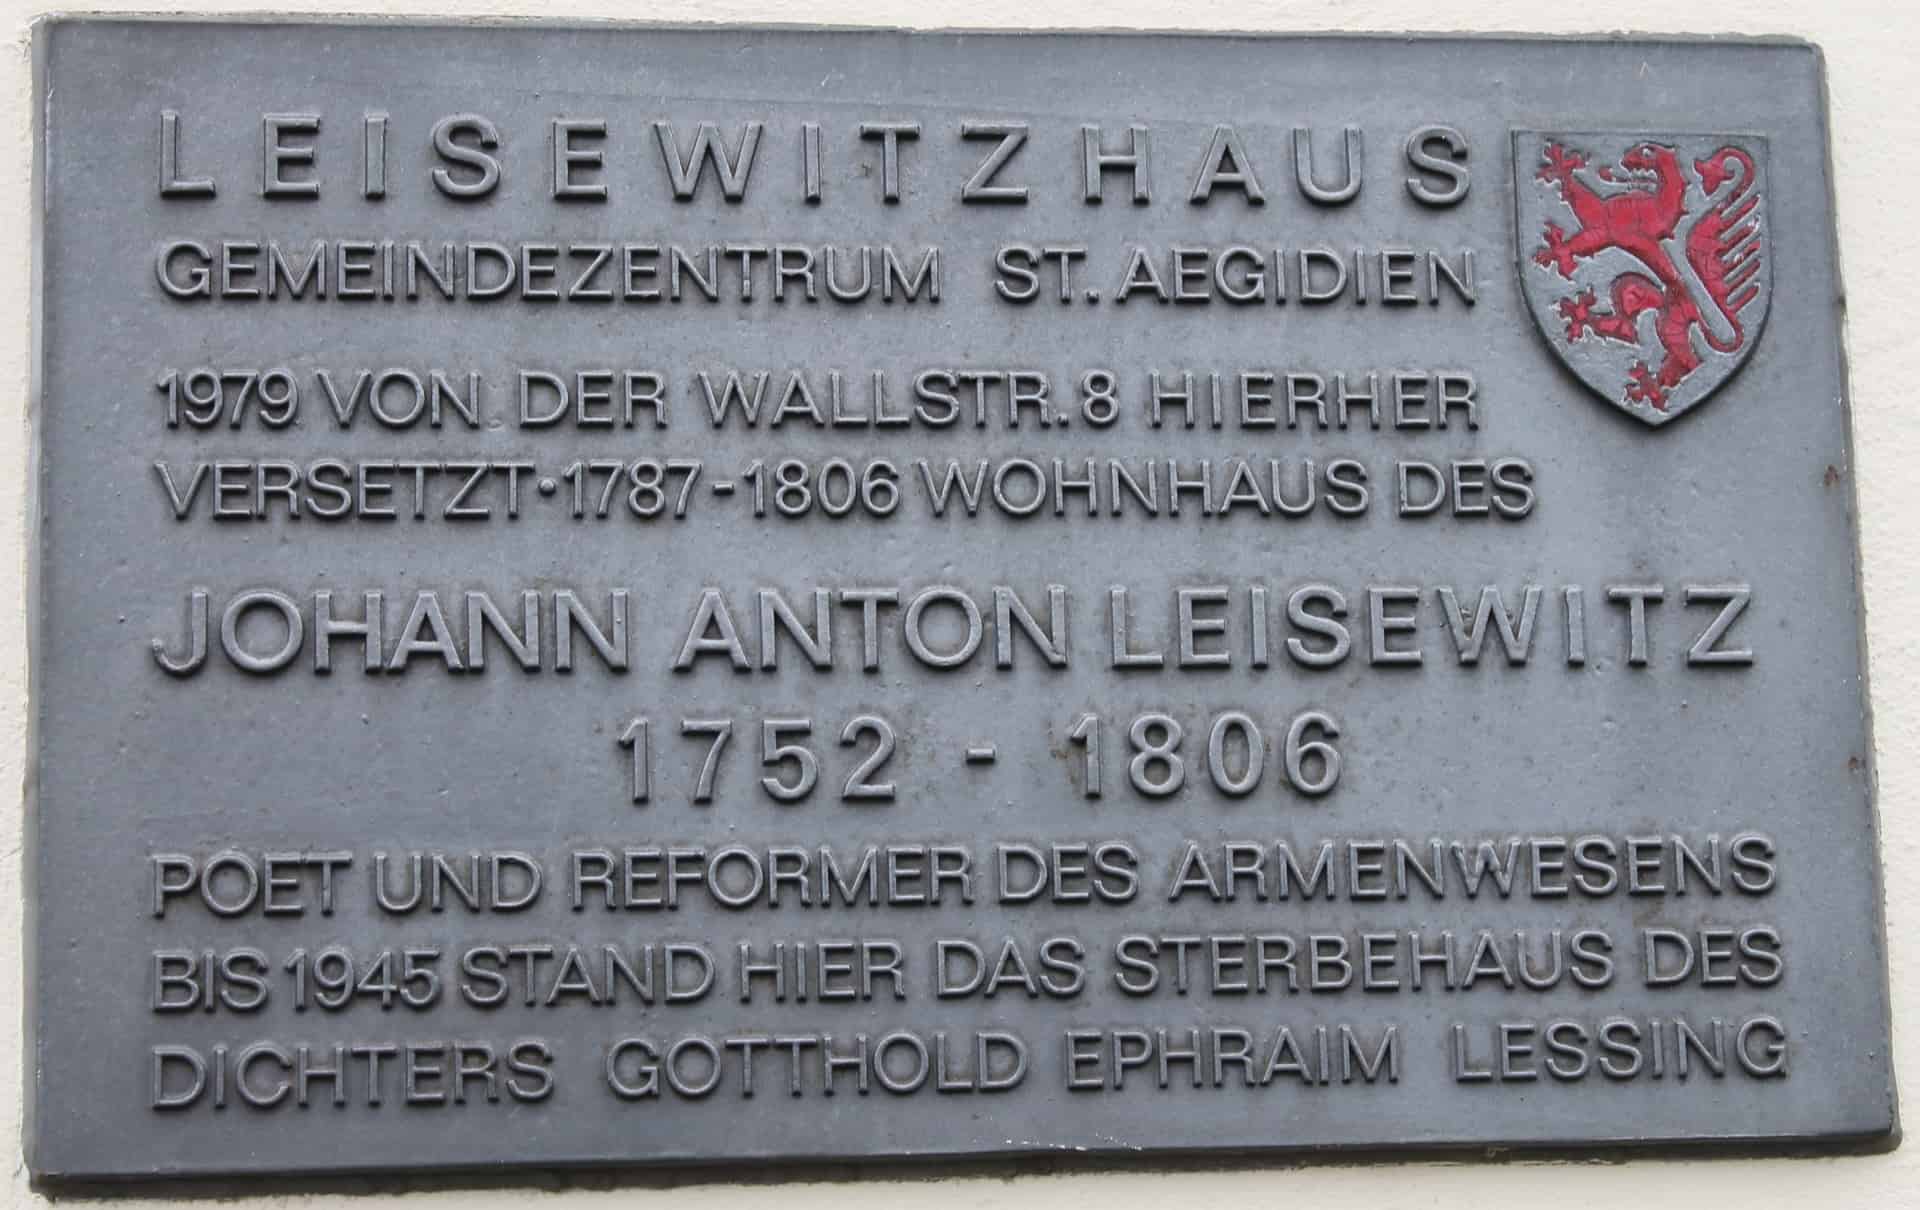 LEISEWITZHAUS
GEMEINDEZENTRUM ST. AEGIDIEN
1979 VON DER WALLSTR. 8 HIERHER
VERSETZT · 1787 - 1806 WOHNHAUS DES
JOHANN ANTON LEISEWITZ
1752 - 1806
POET UND REFORMER DES ARMENWESENS
BIS 1945 STAND HIER DAS STERBEHAUS DES
DICHTERS GOTTHOLD EPHRAIM LESSING